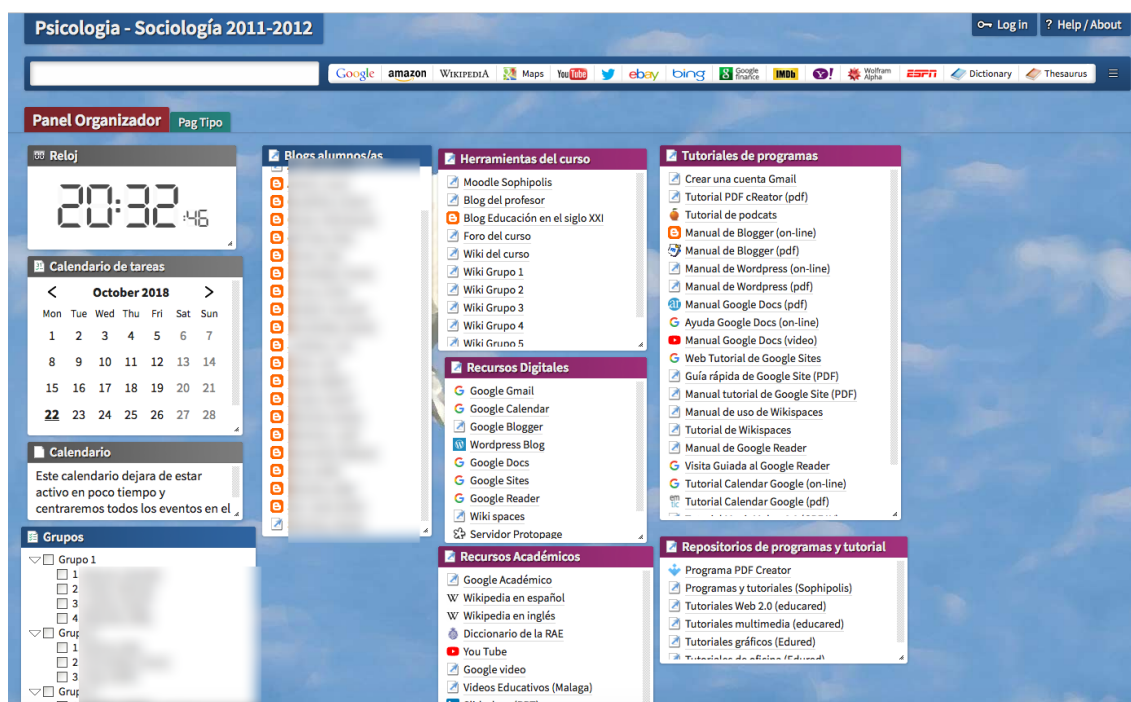 Psicologia - Sociología 2011-2012
Log in
? Help / About
Google amazon WIKIPEDIA Maps YouTube ebay bing Google finance IMDb Y! Wolfram Alpha ESFII Dictionary Thesaurus
Panel Organizador
Pag Tipo
Reloj
20:32:46
Calendario de tareas
< October 2018 >
Mon Tue Wed Thu Fri Sat Sun
1 2 3 4 5 6 7
8 9 10 11 12 13 14
15 16 17 18 19 20 21
22 23 24 25 26 27 28
Calendario
Este calendario dejara de estar
activo en poco tiempo y
centraremos todos los eventos en el
Grupos
Grupo 1
1
2
3
4
Grup
1
2
3
Grup
Blogs alumnos/as
Herramientas del curso
Moodle Sophipolis
Blog del profesor
Blog Educación en el siglo XXI
Foro del curso
Wiki del curso
Wiki Grupo 1
Wiki Grupo 2
Wiki Grupo 3
Wiki Grupo 4
Wiki Grupo 5
Recursos Digitales
Google Gmail
Google Calendar
Google Blogger
Wordpress Blog
Google Docs
Google Sites
Google Reader
Wiki spaces
Servidor Protopage
Recursos Académicos
Google Académico
Wikipedia en español
Wikipedia en inglés
Diccionario de la RAE
You Tube
Google video
Videos Educativos (Malaga)
Tutoriales de programas
Crear una cuenta Gmail
Tutorial PDF cReator (pdf)
Tutorial de podcats
Manual de Blogger (on-line)
Manual de Blogger (pdf)
Manual de Wordpress (on-line)
Manual de Wordpress (pdf)
Manual Google Docs (pdf)
Ayuda Google Docs (on-line)
Manual Google Docs (video)
Web Tutorial de Google Sites
Guía rápida de Google Site (PDF)
Manual tutorial de Google Site (PDF)
Manual de uso de Wikispaces
Tutorial de Wikispaces
Manual de Google Reader
Visita Guiada al Google Reader
Tutorial Calendar Google (on-line)
Tutorial Calendar Google (pdf)
Repositorios de programas y tutorial
Programa PDF Creator
Programas y tutoriales (Sophipolis)
Tutoriales Web 2.0 (educared)
Tutoriales multimedia (educared)
Tutoriales gráficos (Edured)
Tutoriales de oficina (Edured)